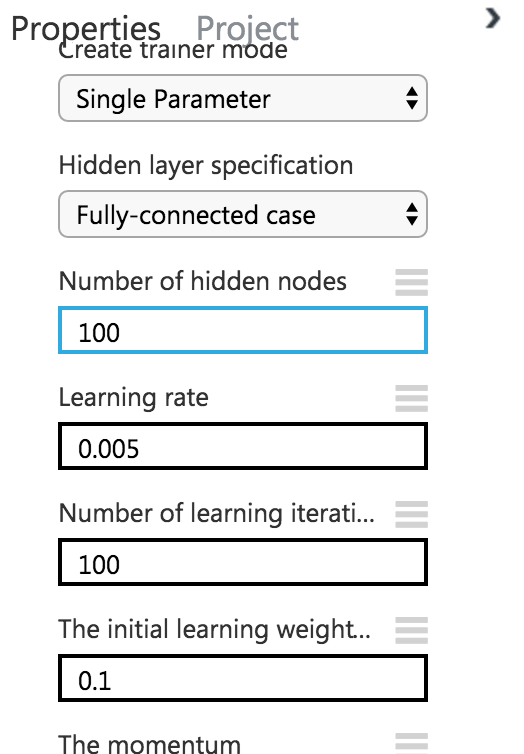 Properties Project
Create trainer mode
Single Parameter
Hidden layer specification
Fully-connected case
Number of hidden nodes
100
Learning rate
0.005
Number of learning iterati...
100
The initial learning weight...
0.1
The momentum